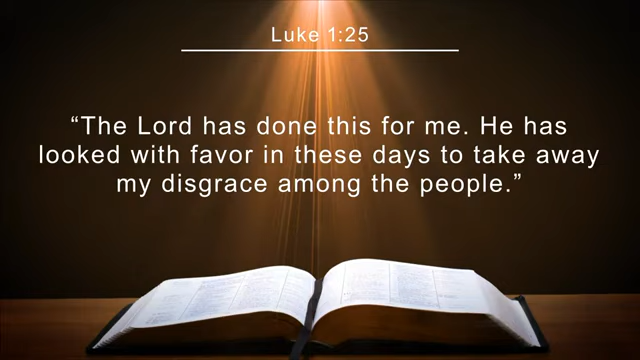 Luke 1:25
“The Lord has done this for me. He has
looked with favor in these days to take away
my disgrace among the people.”